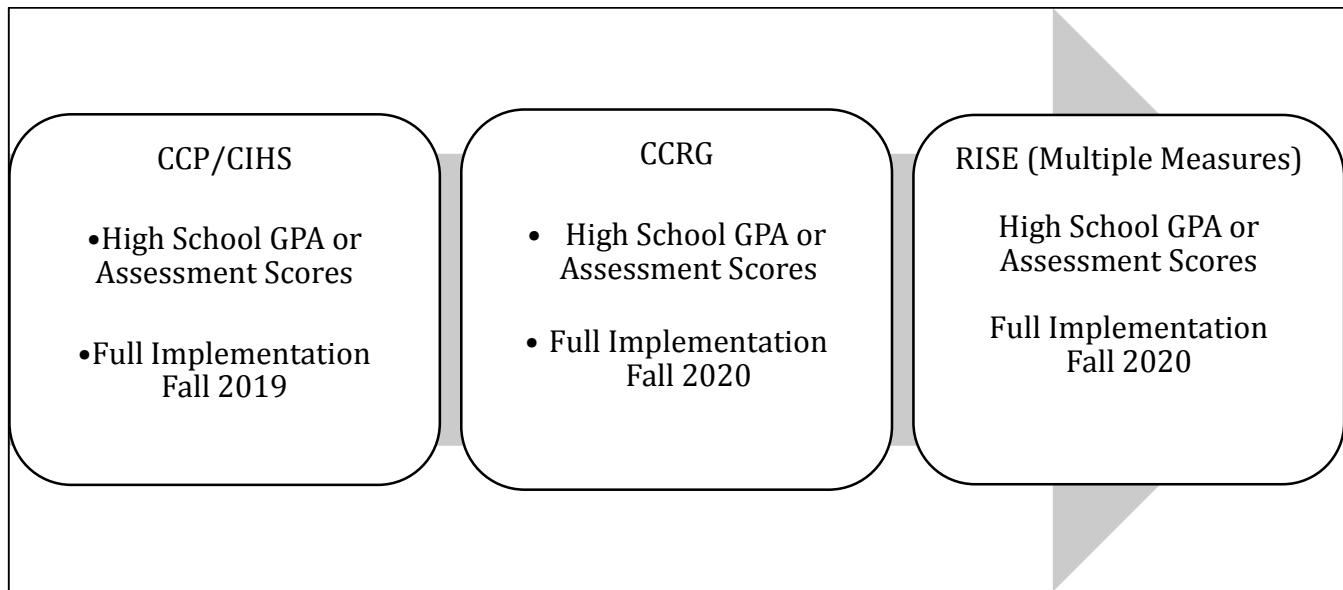 CCP/CIHS
•High School GPA or
Assessment Scores
•Full Implementation
Fall 2019
CCRG
• High School GPA or
Assessment Scores
• Full Implementation
Fall 2020
RISE (Multiple Measures)
High School GPA or
Assessment Scores
Full Implementation
Fall 2020